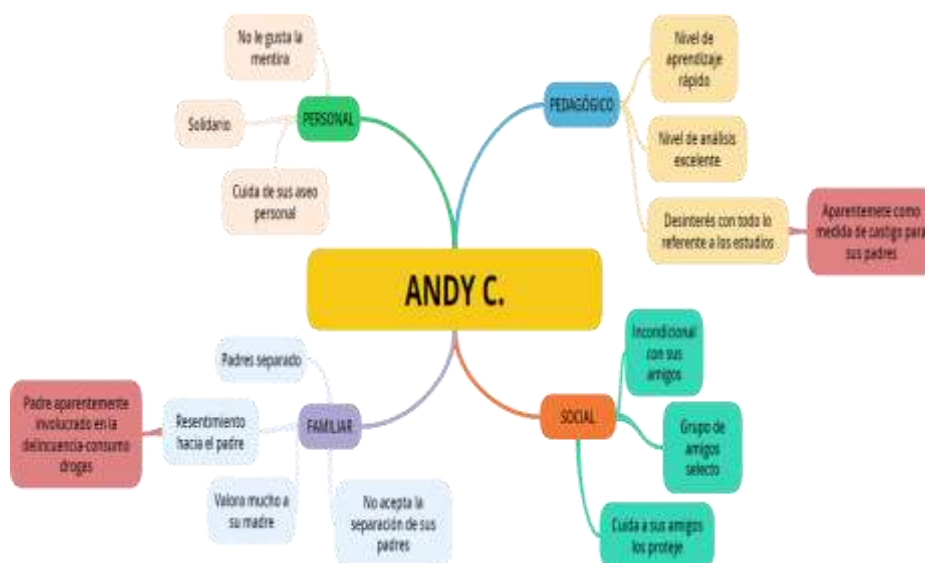 No le gusta la
mentira
Solidario
Cuida de sus aseo
personal
PERSONAL
PEDAGÓGICO
Nivel de
aprendizaje
rápido
Nivel de análisis
excelente
Desinterés con todo lo
referente a los estudios
Aparentemete como
medida de castigo para
sus padres
ANDY C.
Padres separado
Padre aparentemente
involucrado en la
delincuencia-consumo
drogas
Resentimiento
hacia el padre
FAMILIAR
Valora mucho a
su madre
No acepta la
separación de sus
padres
SOCIAL
Incondicional
con sus
amigos
Grupo de
amigos
selecto
Cuida a sus amigos
los proteje